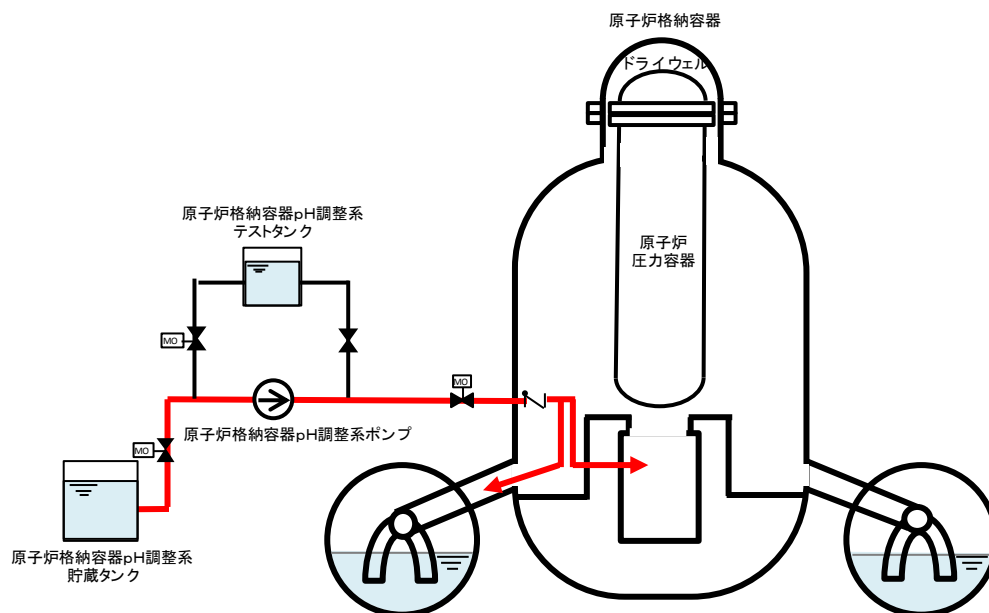 原子炉格納容器
ドライウェル
原子炉格納容器pH調整系
テストタンク
原子炉
圧力容器
MO
MO
原子炉格納容器pH調整系ポンプ
MO
原子炉格納容器pH調整系
貯蔵タンク